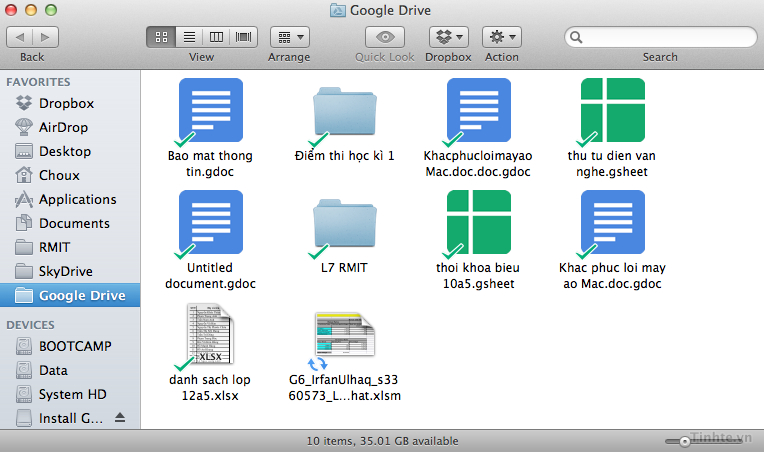 Google Drive
Back
View
Arrange
Quick Look
Dropbox
Action
Search
FAVORITES
Dropbox
AirDrop
Desktop
Choux
Applications
Documents
RMIT
SkyDrive
Google Drive
DEVICES
BOOTCAMP
Data
System HD
Install G...
Bao mat thong
tin.gdoc
Điểm thi học kì 1
Khacphucloimayao
Mac.doc.doc.gdoc
thu tu dien van
nghe.gsheet
Untitled
document.gdoc
L7 RMIT
thoi khoa bieu
10a5.gsheet
Khac phuc loi may
ao Mac.doc.gdoc
XLSX
danh sach lop
12a5.xlsx
G6_IrfanUlhaq_s33
60573_L...hat.xlsm
10 items, 35.01 GB available
Tinhte.vn